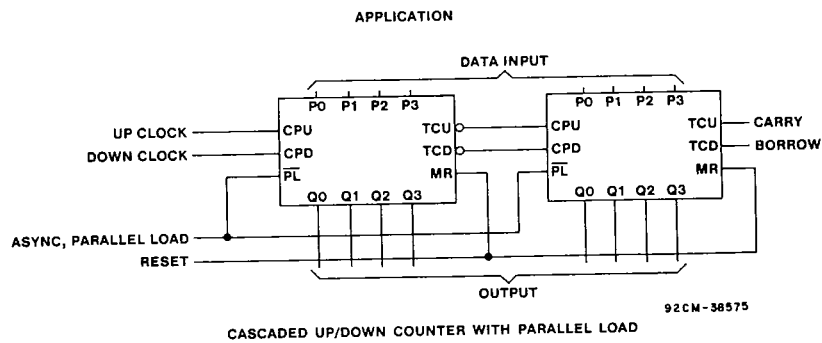 APPLICATION
DATA INPUT
P0 P1 P2 P3
P0 P1 P2 P3
UP CLOCK
CPU
TCU
CPU
TCU
CARRY
DOWN CLOCK
CPD
TCD
CPD
TCD
BORROW
PL
MR
PL
MR
Q0 Q1 Q2 Q3
Q0 Q1 Q2 Q3
ASYNC, PARALLEL LOAD
RESET
OUTPUT
92CM-38575
CASCADED UP/DOWN COUNTER WITH PARALLEL LOAD